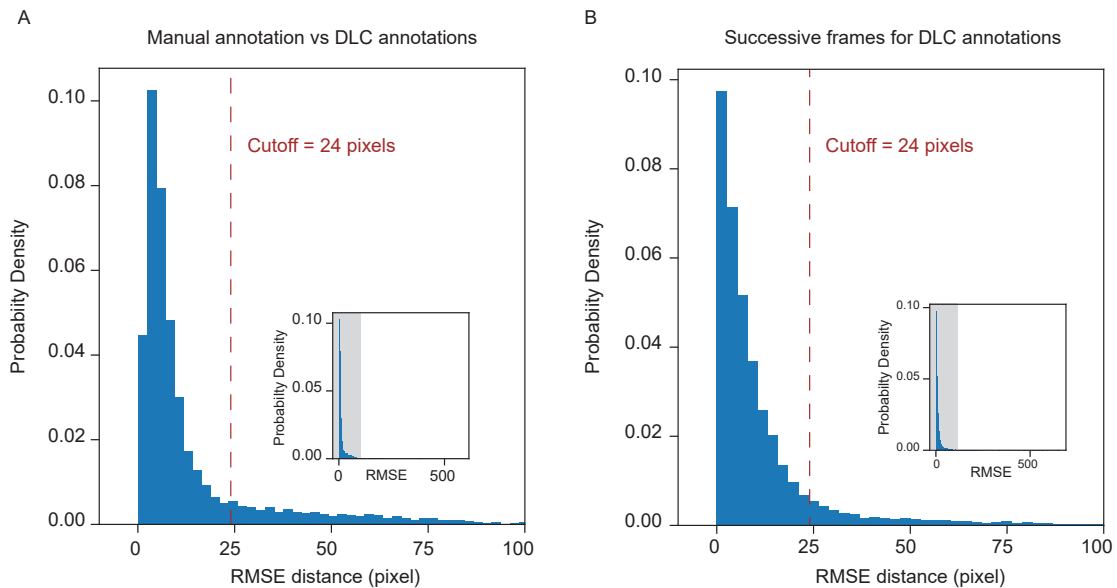 A
Manual annotation vs DLC annotations
0.10
0.08
0.06
0.04
0.02
0.00
Probabiity Density
Cutoff = 24 pixels
0.10
0.05
0.00
Probabiity Density
0
500
RMSE
0
25
50
75
100
RMSE distance (pixel)
B
Successive frames for DLC annotations
0.10
0.08
0.06
0.04
0.02
0.00
Probabiity Density
Cutoff = 24 pixels
0.10
0.05
0.00
Probabiity Density
0
500
RMSE
0
25
50
75
100
RMSE distance (pixel)